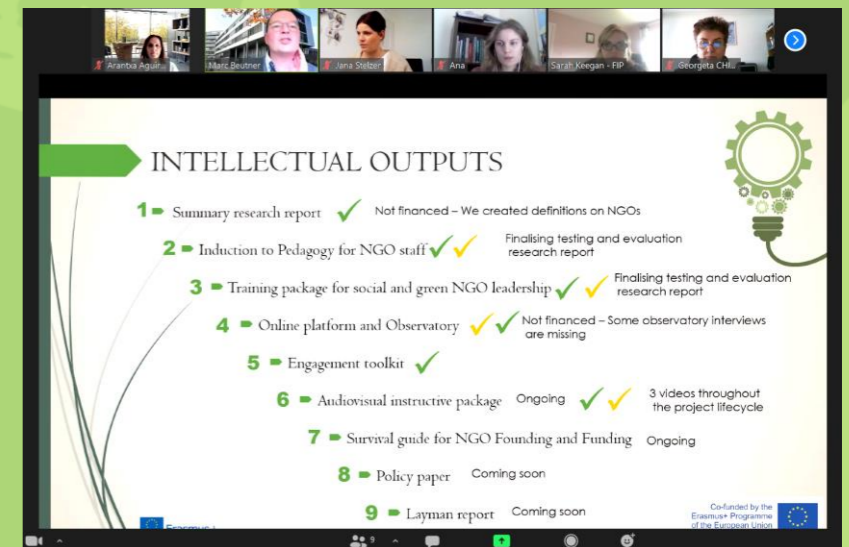 Arantxa Aguir...
Marc Beutner
Jana Stelzer
Ana
Sarah Keegan - FIP
Georgeta CHI...
INTELLECTUAL OUTPUTS
1 Summary research report Not financed – We created definitions on NGOs
2 Induction to Pedagogy for NGO staff Finalising testing and evaluation
research report
3 Training package for social and green NGO leadership Finalising testing and evaluation
research report
4 Online platform and Observatory Not financed – Some observatory interviews
are missing
5 Engagement toolkit
6 Audiovisual instructive package Ongoing 3 videos throughout
the project lifecycle
7 Survival guide for NGO Founding and Funding Ongoing
8 Policy paper Coming soon
9 Layman report Coming soon
Erasmus+
Co-funded by the
Erasmus+ Programme
of the European Union
9